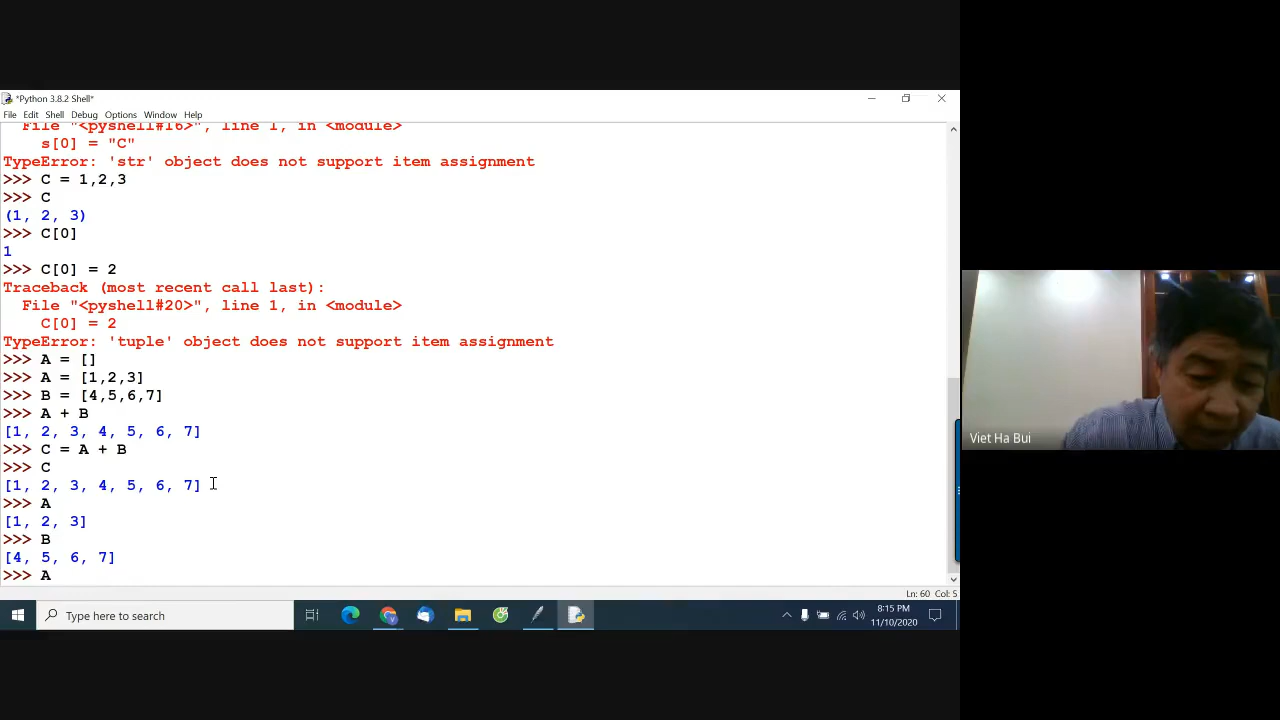 *Python 3.8.2 Shell*
File Edit Shell Debug Options Window Help
File "<pyshell#16>", line 1, in <module>
s[0] = "C"
TypeError: 'str' object does not support item assignment
>>> C = 1,2,3
>>> C
(1, 2, 3)
>>> C[0]
1
>>> C[0] = 2
Traceback (most recent call last):
File "<pyshell#20>", line 1, in <module>
C[0] = 2
TypeError: 'tuple' object does not support item assignment
>>> A = []
>>> A = [1,2,3]
>>> B = [4,5,6,7]
>>> A + B
[1, 2, 3, 4, 5, 6, 7]
>>> C = A + B
>>> C
[1, 2, 3, 4, 5, 6, 7]
>>> A
[1, 2, 3]
>>> B
[4, 5, 6, 7]
>>> A
Viet Ha Bui
Ln: 60 Col: 5
Type here to search
8:15 PM
11/10/2020